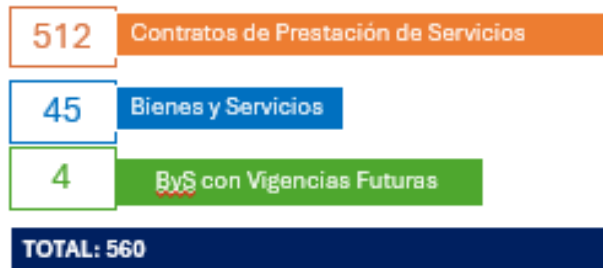 512 Contratos de Prestación de Servicios
45 Bienes y Servicios
4 ByS con Vigencias Futuras
TOTAL: 560